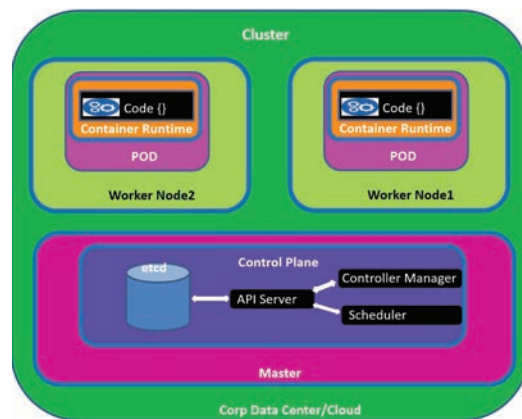 Cluster
Code {}
Container Runtime
POD
Worker Node2
Code {}
Container Runtime
POD
Worker Node1
etcd
Control Plane
Controller Manager
API Server
Scheduler
Master
Corp Data Center/Cloud